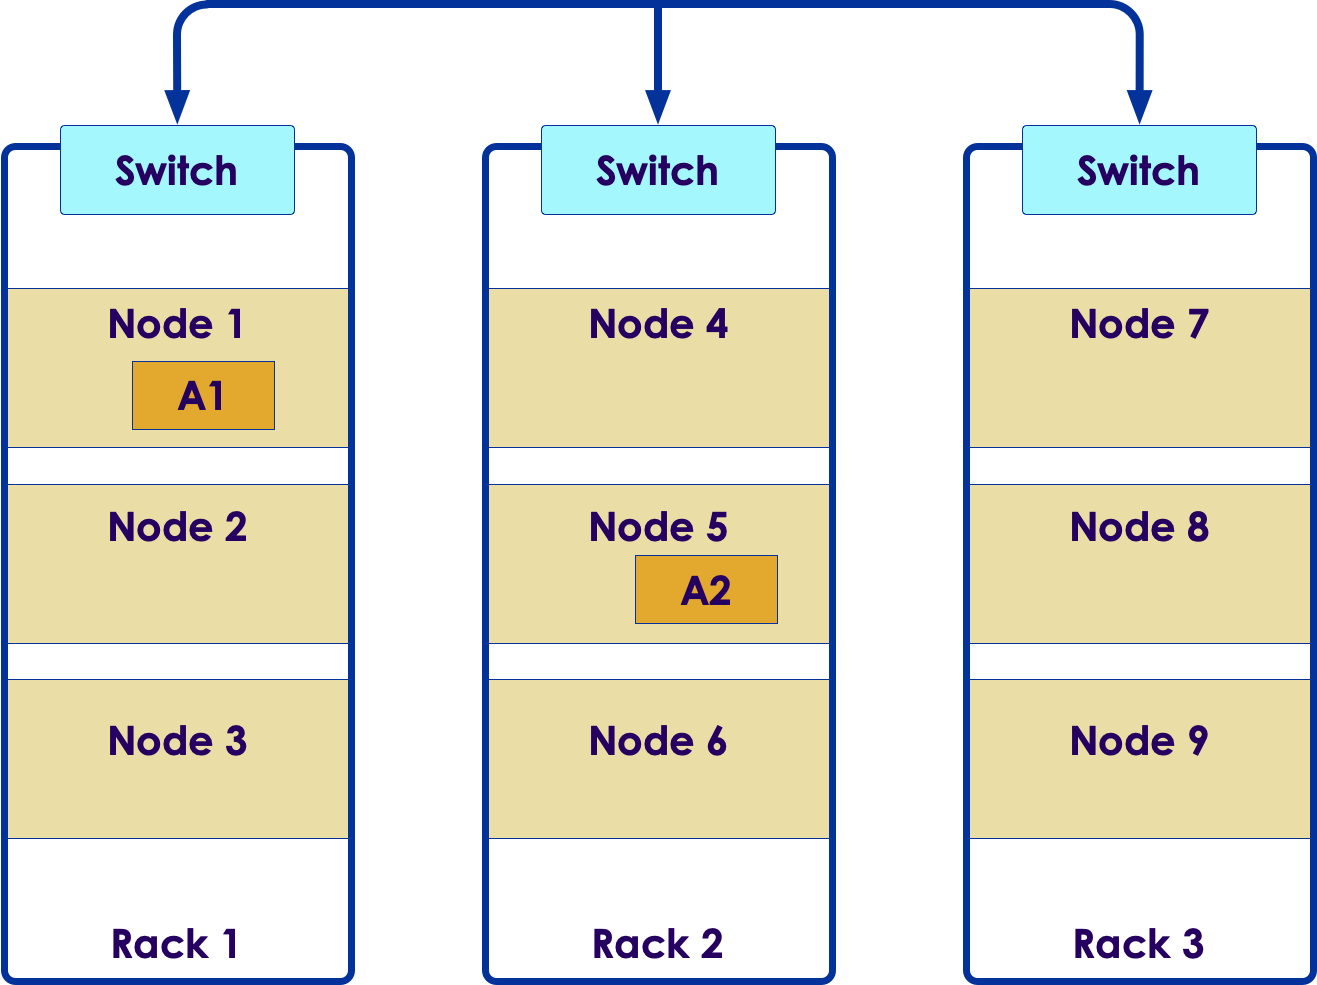 Switch
Node 1
A1
Node 2
Node 3
Rack 1
Switch
Node 4
Node 5
A2
Node 6
Rack 2
Switch
Node 7
Node 8
Node 9
Rack 3